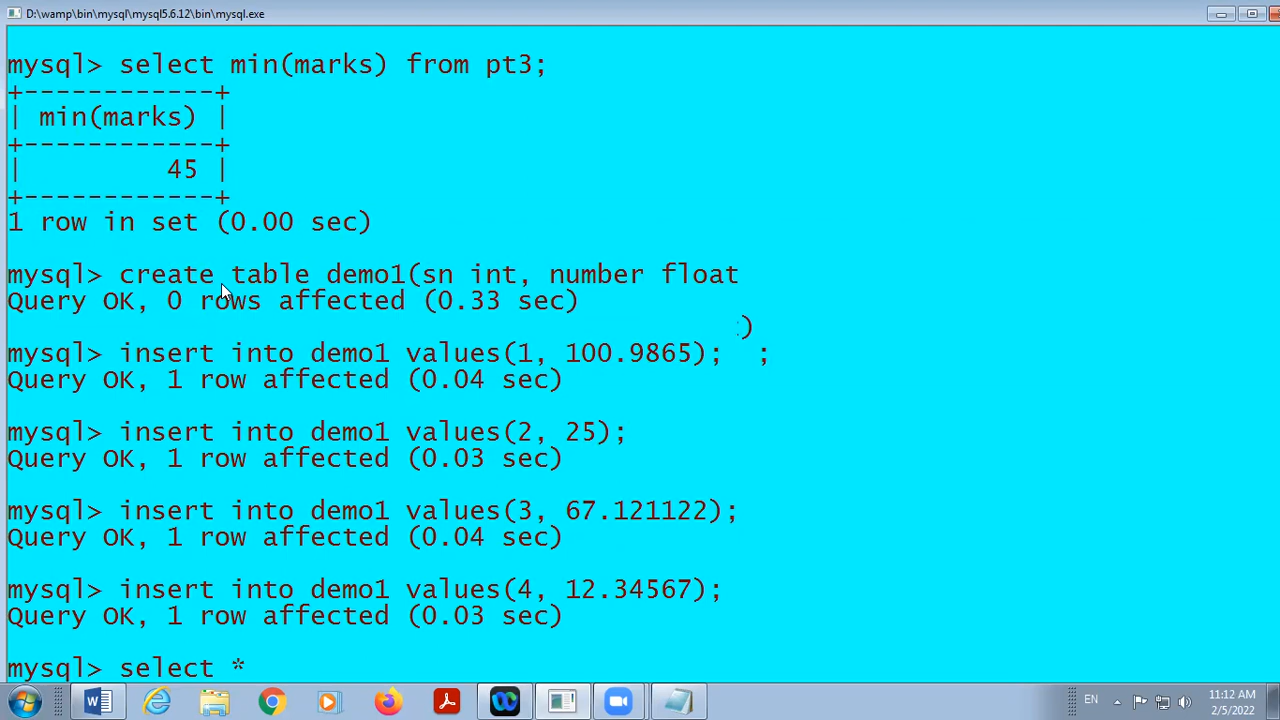 D:\wamp\bin\mysql\mysql5.6.12\bin\mysql.exe
mysql> select min(marks) from pt3;
+------------+
| min(marks) |
+------------+
|         45 |
+------------+
1 row in set (0.00 sec)
mysql> create table demo1(sn int, number float
Query OK, 0 rows affected (0.33 sec)
)
mysql> insert into demo1 values(1, 100.9865); ;
Query OK, 1 row affected (0.04 sec)
mysql> insert into demo1 values(2, 25);
Query OK, 1 row affected (0.03 sec)
mysql> insert into demo1 values(3, 67.121122);
Query OK, 1 row affected (0.04 sec)
mysql> insert into demo1 values(4, 12.34567);
Query OK, 1 row affected (0.03 sec)
mysql> select *
EN
11:12 AM
2/5/2022